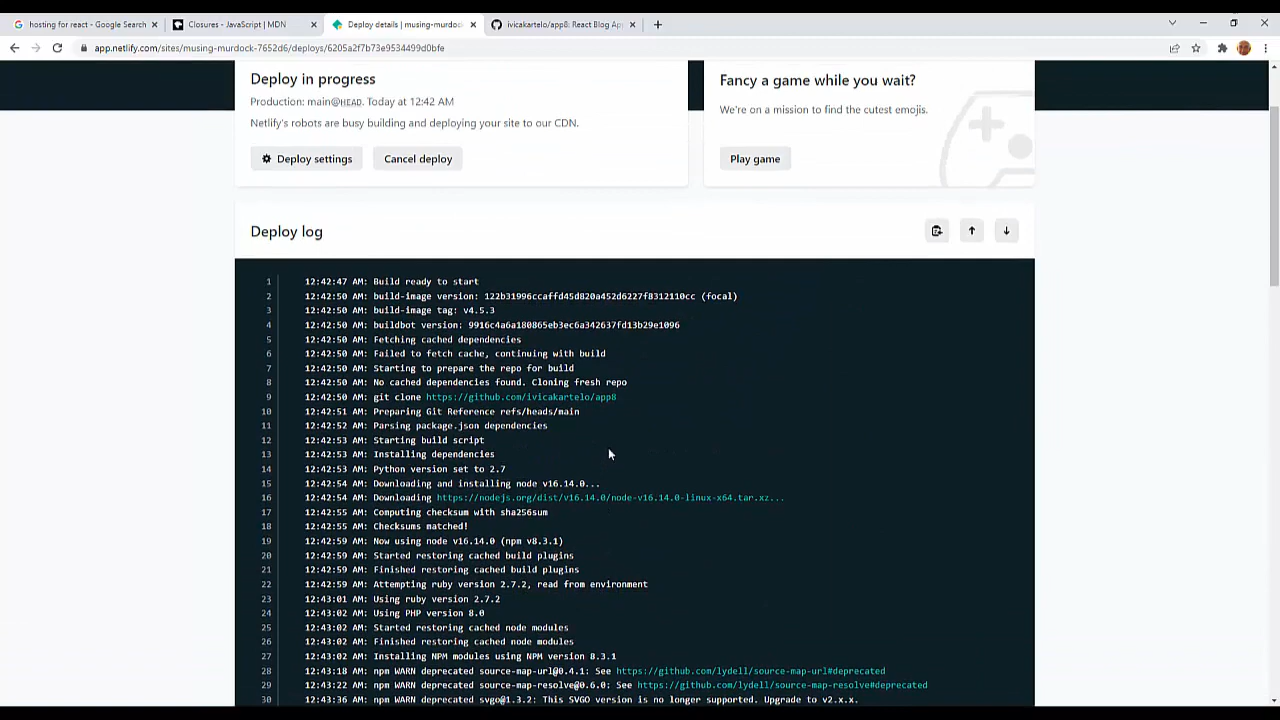 hosting for react - Google Search
Closures - JavaScript | MDN
Deploy details | musing-murdock
ivicakartelo/app8: React Blog Ap
app.netlify.com/sites/musing-murdock-7652d6/deploys/6205a2f7b73e9534499d0bfe
Deploy in progress
Production: main@HEAD. Today at 12:42 AM
Netlify's robots are busy building and deploying your site to our CDN.
Deploy settings
Cancel deploy
Fancy a game while you wait?
We're on a mission to find the cutest emojis.
Play game
Deploy log
1 12:42:47 AM: Build ready to start
2 12:42:50 AM: build-image version: 122b31996ccaffd45d820a452d6227f8312110cc (focal)
3 12:42:50 AM: build-image tag: v4.5.3
4 12:42:50 AM: buildbot version: 9916c4a6a180865eb3ec6a342637fd13b29e1096
5 12:42:50 AM: Fetching cached dependencies
6 12:42:50 AM: Failed to fetch cache, continuing with build
7 12:42:50 AM: Starting to prepare the repo for build
8 12:42:50 AM: No cached dependencies found. Cloning fresh repo
9 12:42:50 AM: git clone https://github.com/ivicakartelo/app8
10 12:42:51 AM: Preparing Git Reference refs/heads/main
11 12:42:52 AM: Parsing package.json dependencies
12 12:42:53 AM: Starting build script
13 12:42:53 AM: Installing dependencies
14 12:42:53 AM: Python version set to 2.7
15 12:42:54 AM: Downloading and installing node v16.14.0...
16 12:42:54 AM: Downloading https://nodejs.org/dist/v16.14.0/node-v16.14.0-linux-x64.tar.xz...
17 12:42:55 AM: Computing checksum with sha256sum
18 12:42:55 AM: Checksums matched!
19 12:42:59 AM: Now using node v16.14.0 (npm v8.3.1)
20 12:42:59 AM: Started restoring cached build plugins
21 12:42:59 AM: Finished restoring cached build plugins
22 12:42:59 AM: Attempting ruby version 2.7.2, read from environment
23 12:43:01 AM: Using ruby version 2.7.2
24 12:43:02 AM: Using PHP version 8.0
25 12:43:02 AM: Started restoring cached node modules
26 12:43:02 AM: Finished restoring cached node modules
27 12:43:02 AM: Installing NPM modules using NPM version 8.3.1
28 12:43:18 AM: npm WARN deprecated source-map-url@0.4.1: See https://github.com/lydell/source-map-url#deprecated
29 12:43:22 AM: npm WARN deprecated source-map-resolve@0.6.0: See https://github.com/lydell/source-map-resolve#deprecated
30 12:43:36 AM: npm WARN deprecated svgo@1.3.2: This SVGO version is no longer supported. Upgrade to v2.x.x.